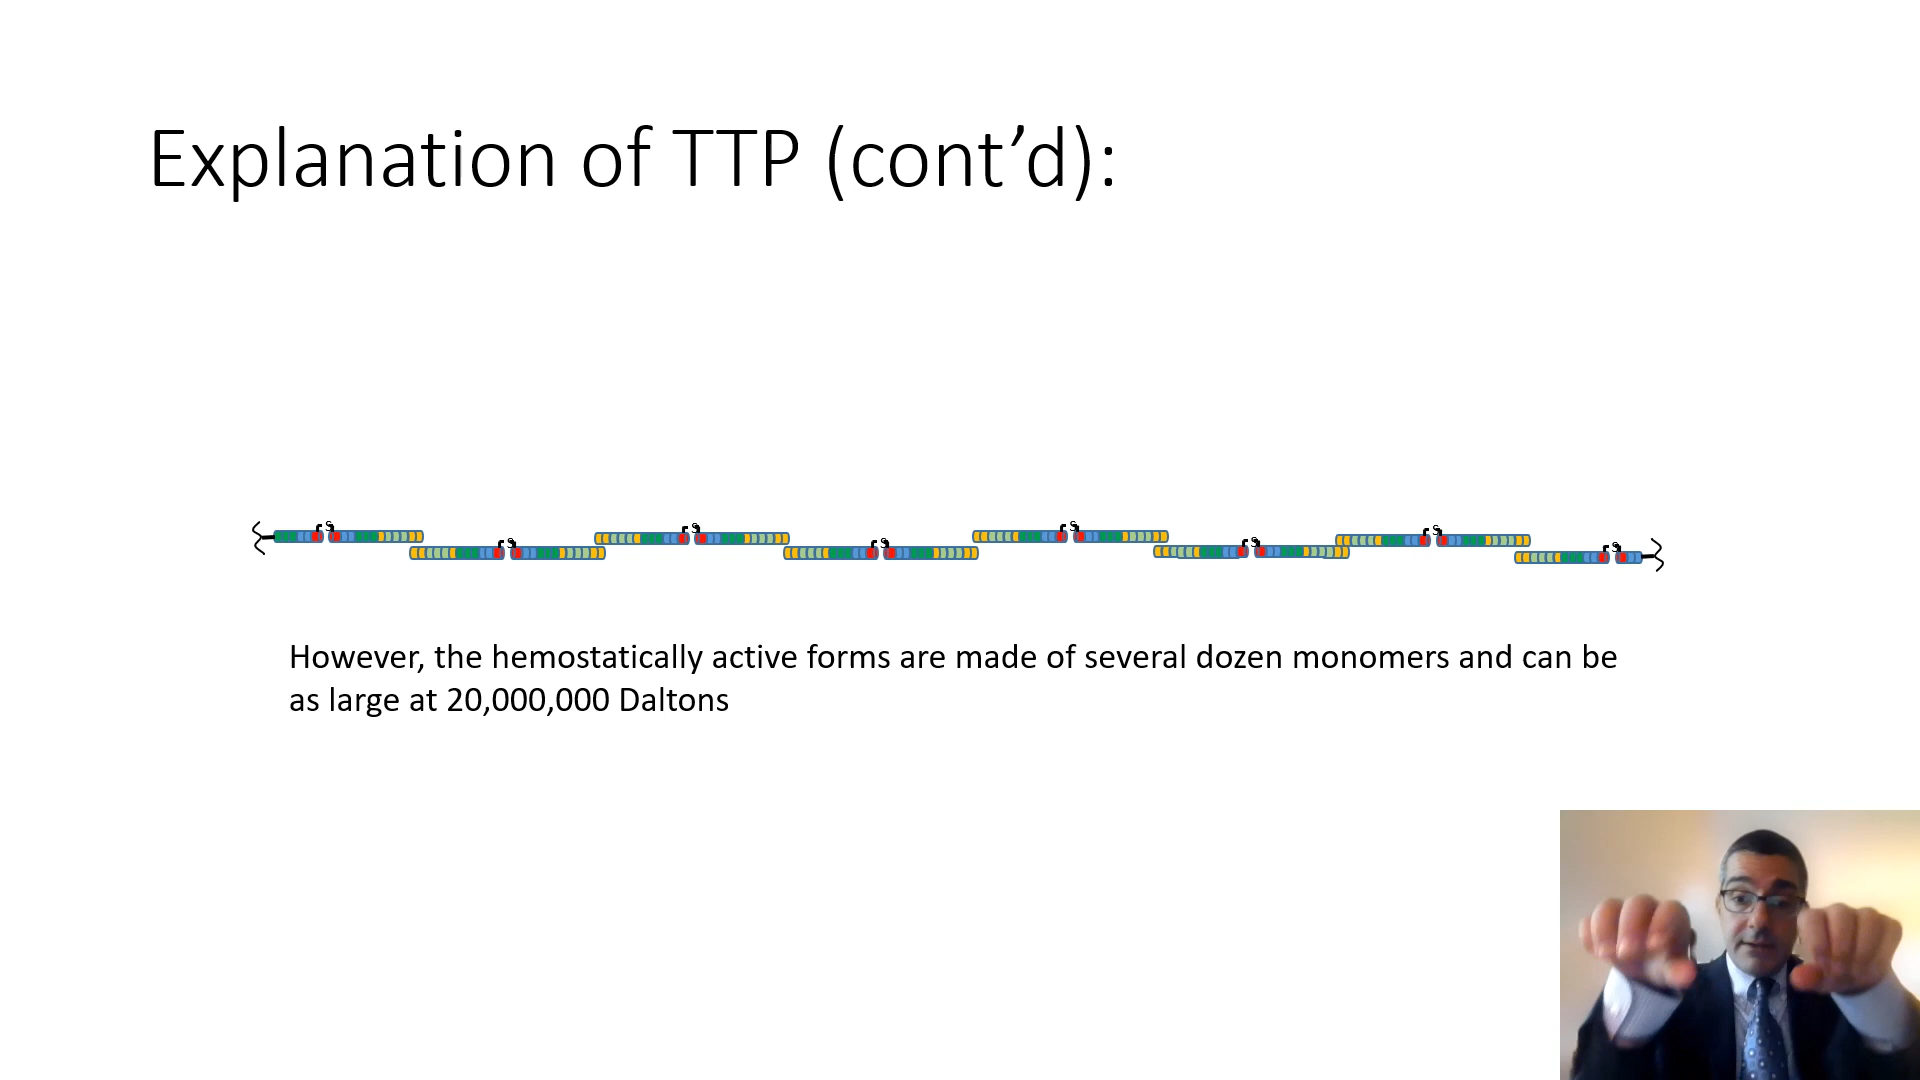 Explanation of TTP (cont’d):
S
S
S
S
S
S
S
S
However, the hemostatically active forms are made of several dozen monomers and can be
as large at 20,000,000 Daltons